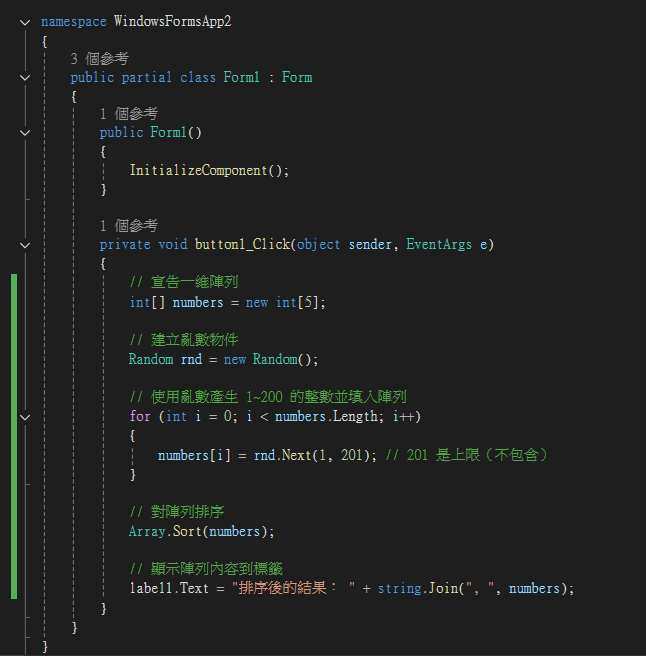 namespace WindowsFormsApp2
{
3 個參考
public partial class Form1 : Form
{
1 個參考
public Form1()
{
InitializeComponent();
}
1 個參考
private void button1_Click(object sender, EventArgs e)
{
// 宣告一維陣列
int[] numbers = new int[5];
// 建立亂數物件
Random rnd = new Random();
// 使用亂數產生 1~200 的整數並填入陣列
for (int i = 0; i < numbers.Length; i++)
{
numbers[i] = rnd.Next(1, 201); // 201 是上限（不包含）
}
// 對陣列排序
Array.Sort(numbers);
// 顯示陣列內容到標籤
label1.Text = "排序後的結果： " + string.Join(", ", numbers);
}
}
}